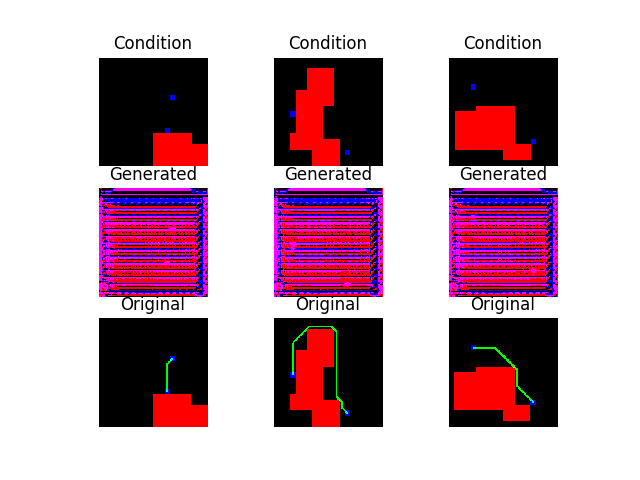 Condition Condition Condition
Generated Generated Generated
Original Original Original